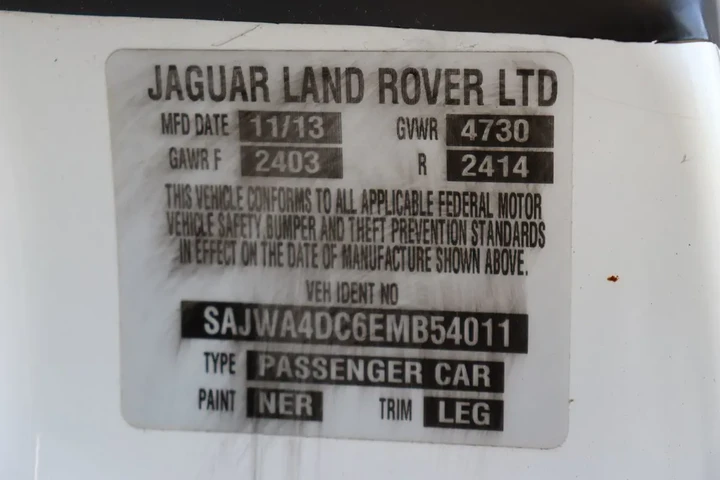 JAGUAR LAND ROVER LTD
MFD DATE 11/13 GVWR 4730
GAWR F 2403 R 2414
THIS VEHICLE CONFORMS TO ALL APPLICABLE FEDERAL MOTOR
VEHICLE SAFETY BUMPER AND THEFT PREVENTION STANDARDS
IN EFFECT ON THE DATE OF MANUFACTURE SHOWN ABOVE.
VEH IDENT NO
SAJWA4DC6EMB54011
TYPE PASSENGER CAR
PAINT NER TRIM LEG